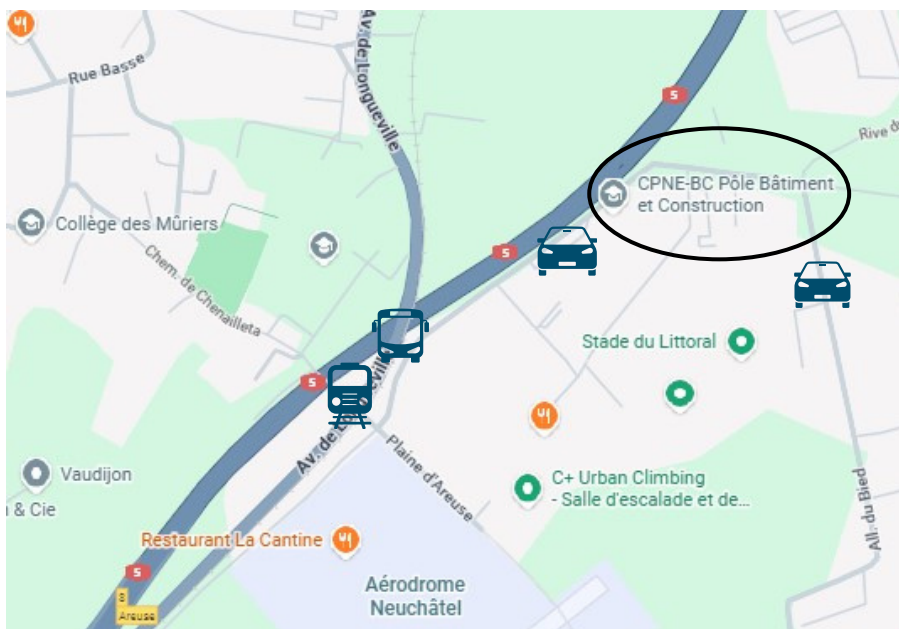 Rue Basse
Av. de Longueville
5
Rive d
CPNE-BC Pôle Bâtiment
et Construction
Collège des Mûriers
Chem. de Chenailleta
5
Stade du Littoral
5
Av. de
ville
Plaine d'Areuse
Vaudijon
n & Cie
C+ Urban Climbing
- Salle d'escalade et de...
All. du Bied
Restaurant La Cantine
5
Aérodrome
Neuchâtel
8
Areuse